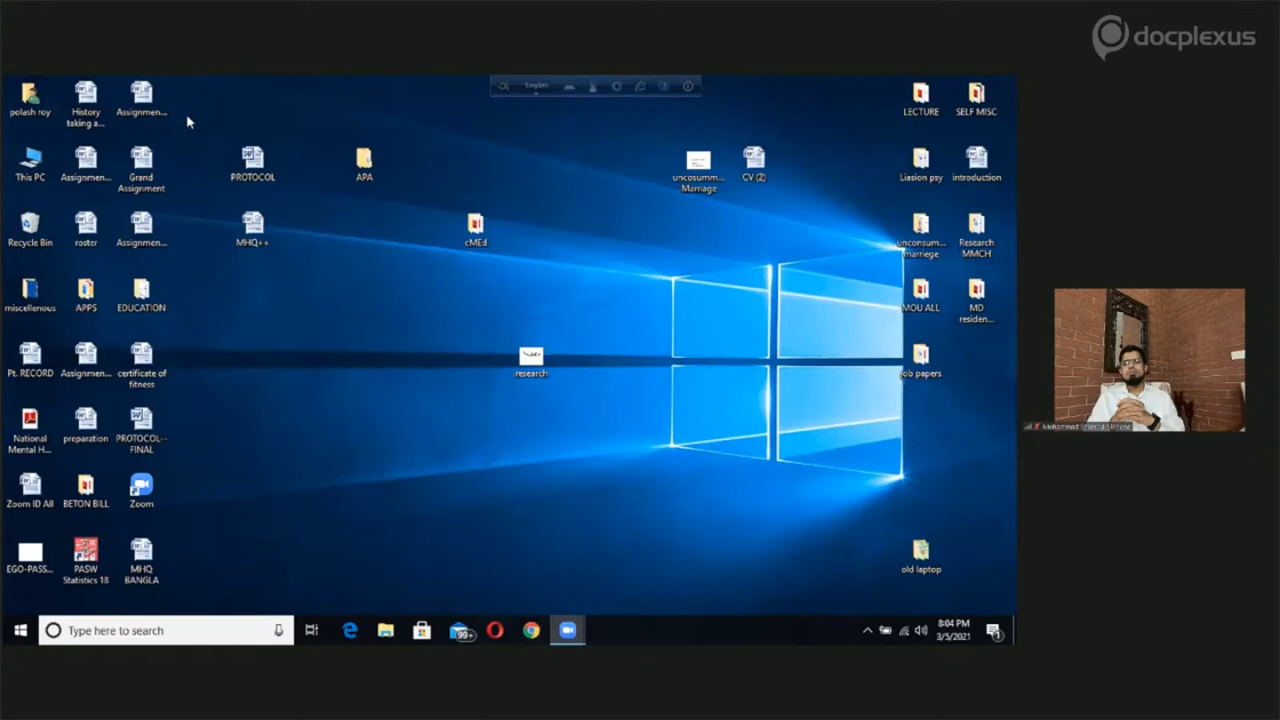 docplexus
English
polash roy
History
taking a...
Assignmen...
LECTURE
SELF MISC
This PC
Assignmen...
Grand
Assignment
PROTOCOL
APA
uncosumm...
Marriage
CV (2)
Liasion psy
introduction
Recycle Bin
roster
Assignmen...
MHQ++
cMEd
unconsum...
marriege
Research
MMCH
miscellenous
APPS
EDUCATION
MOU ALL
MD
residen...
Pt. RECORD
Assignmen...
certificate of
fitness
research
job papers
National
Mental H...
preparation
PROTOCOL--
FINAL
Zoom ID All
BETON BILL
Zoom
EGO-PASS...
PASW
Statistics 18
MHQ
BANGLA
old laptop
Type here to search
99+
8:04 PM
3/5/2021
1
Mohammad